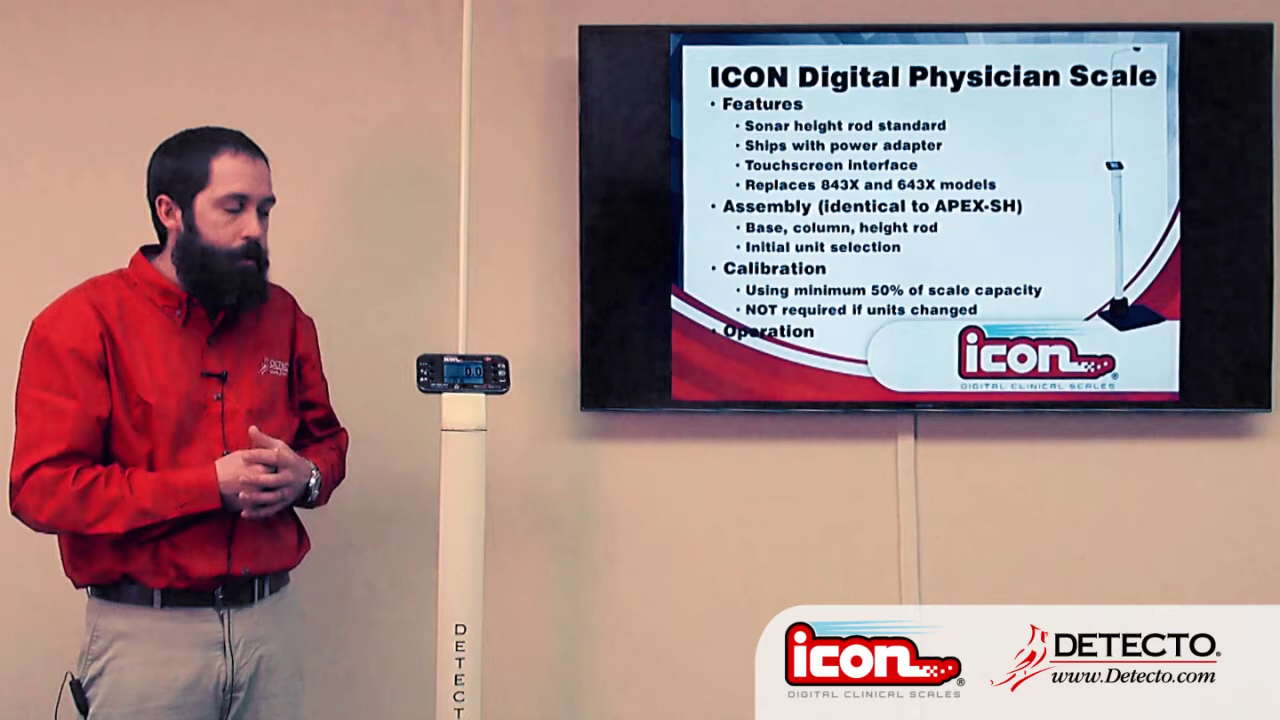 ICON Digital Physician Scale
• Features
• Sonar height rod standard
• Ships with power adapter
• Touchscreen interface
• Replaces 843X and 643X models
• Assembly (identical to APEX-SH)
• Base, column, height rod
• Initial unit selection
• Calibration
• Using minimum 50% of scale capacity
• NOT required if units changed
• Operation
icon®
DIGITAL CLINICAL SCALES
DETECTO
0.0
DETECT
icon®
DIGITAL CLINICAL SCALES
DETECTO®
www.Detecto.com